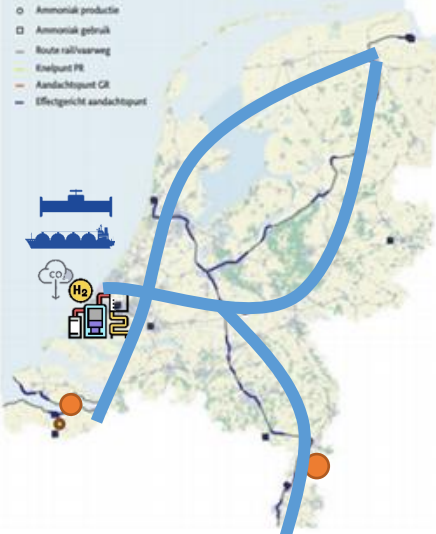 Ammoniak productie
Ammoniak gebruik
Route rail/vaarweg
Knelpunt PR
Aandachtspunt GR
Effectgericht aandachtspunt
CO₂
H₂